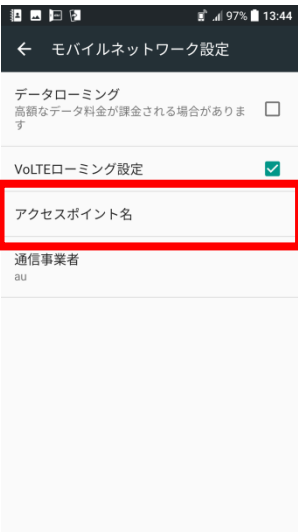 97% 13:44
← モバイルネットワーク設定
データローミング
高額なデータ料金が課金される場合がありま
す
VoLTEローミング設定
アクセスポイント名
通信事業者
au